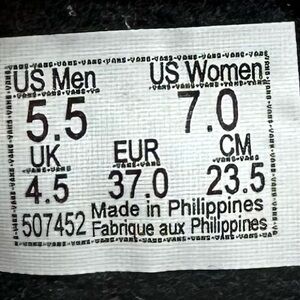 US Men US Women
5.5 7.0
UK EUR CM
4.5 37.0 23.5
507452 Made in Philippines
Fabrique aux Philippines